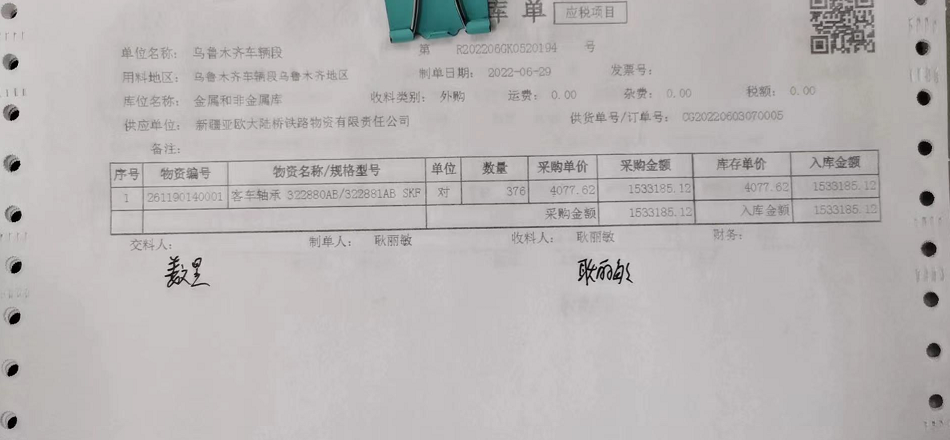 库单 应税项目
单位名称: 乌鲁木齐车辆段 第 R202206GK0520194 号
用料地区: 乌鲁木齐车辆段乌鲁木齐地区 制单日期: 2022-06-29 发票号:
库位名称: 金属和非金属库 收料类别: 外购 运费: 0.00 杂费: 0.00 税额: 0.00
供应单位: 新疆亚欧大陆桥铁路物资有限责任公司 供货单号/订单号: CG20220603070005
备注:
序号 物资编号 物资名称/规格型号 单位 数量 采购单价 采购金额 库存单价 入库金额
1 261190140001 客车轴承 322880AB/322881AB SKF 对 376 4077.62 1533185.12 4077.62 1533185.12
采购金额 1533185.12 入库金额 1533185.12
交料人: 制单人: 耿丽敏 收料人: 耿丽敏 财务:
耿丽敏